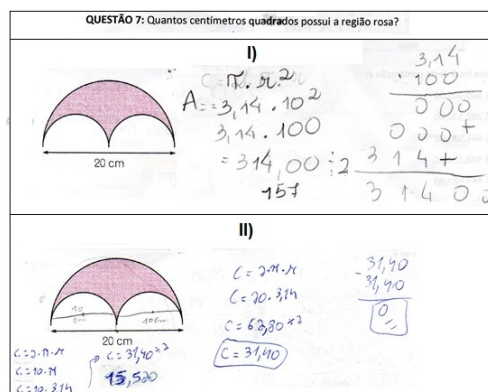 QUESTÃO 7: Quantos centímetros quadrados possui a região rosa?
I)
π.r²
A = 3,14 . 10²
3,14 . 100
= 314,00 ÷ 2
157
3,14
. 100
000
000 +
314 +
31400
20 cm
II)
10 cm
10cm
20 cm
C = 2.π.r
C = 10.π
C = 10.3,14
C = 31,40 ÷ 2
15,520
C = 2.π.r
C = 20.3,14
C = 62,80 ÷ 2
C = 31,40
- 31,40
31,40
0